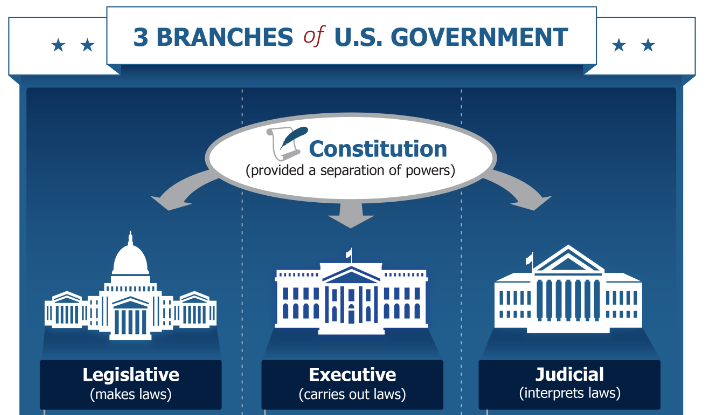 3 BRANCHES of U.S. GOVERNMENT
Constitution
(provided a separation of powers)
Legislative
(makes laws)
Executive
(carries out laws)
Judicial
(interprets laws)